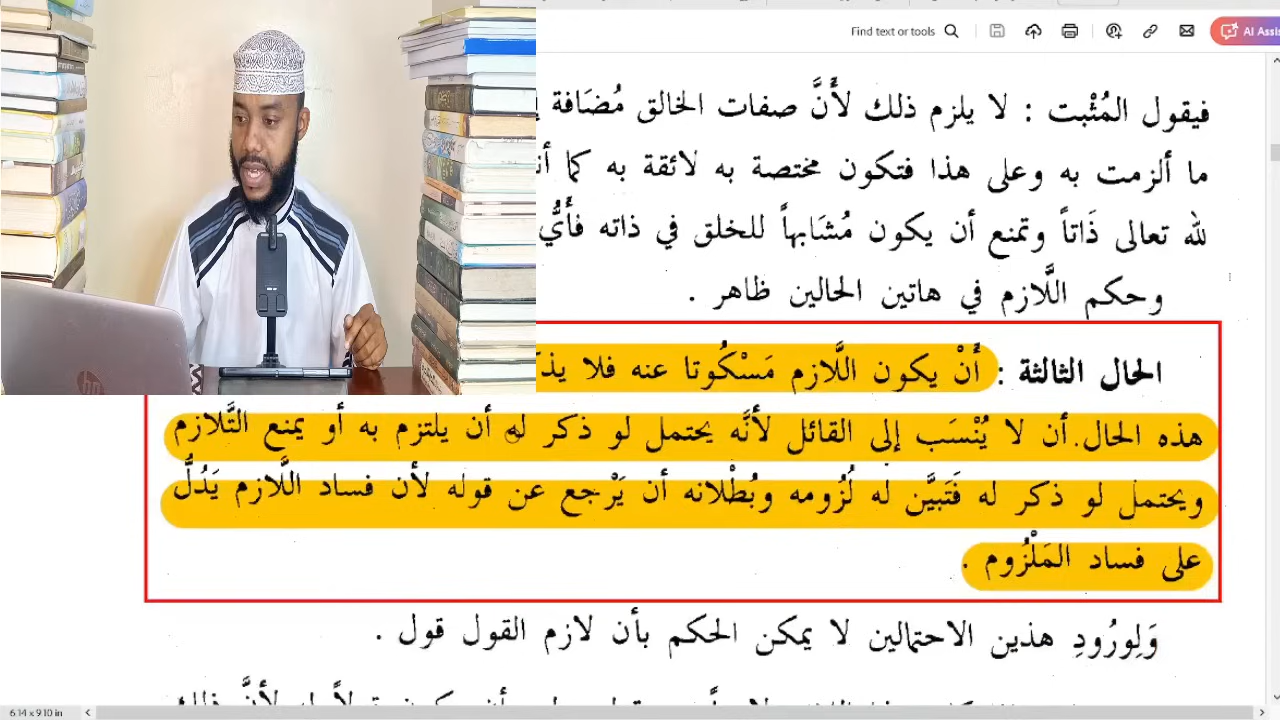 Find text or tools
AI Assis
فيقول المُثْبت : لا يلزم ذلك لأَنَّ صفات الخالق مُضَافة
ما ألزمت به وعلى هذا فتكون مختصة به لائقة به كما
لله تعالى ذَاتاً وتمنع أن يكون مُشَابهاً للخلق في ذاته فأَيُّ
وحكم اللَّازم في هاتين الحالين ظاهر .
الحال الثالثة : أَنْ يكون اللَّازم مَسْكُوتا عنه فلا
هذه الحال. أن لا يُنْسَب إلى القائل لأنَّه يحتمل لو ذكر له أن يلتزم به أو يمنع التَّلازم
ويحتمل لو ذكر له فَتَبيَّن له لُزُومه وبُطْلانه أن يَرْجع عن قوله لأن فساد اللَّازم يَدُلُّ
على فساد المَلْزُوم .
وَلِورُودِ هذين الاحتمالين لا يمكن الحكم بأن لازم القول قول .
6.14 x 9.10 in